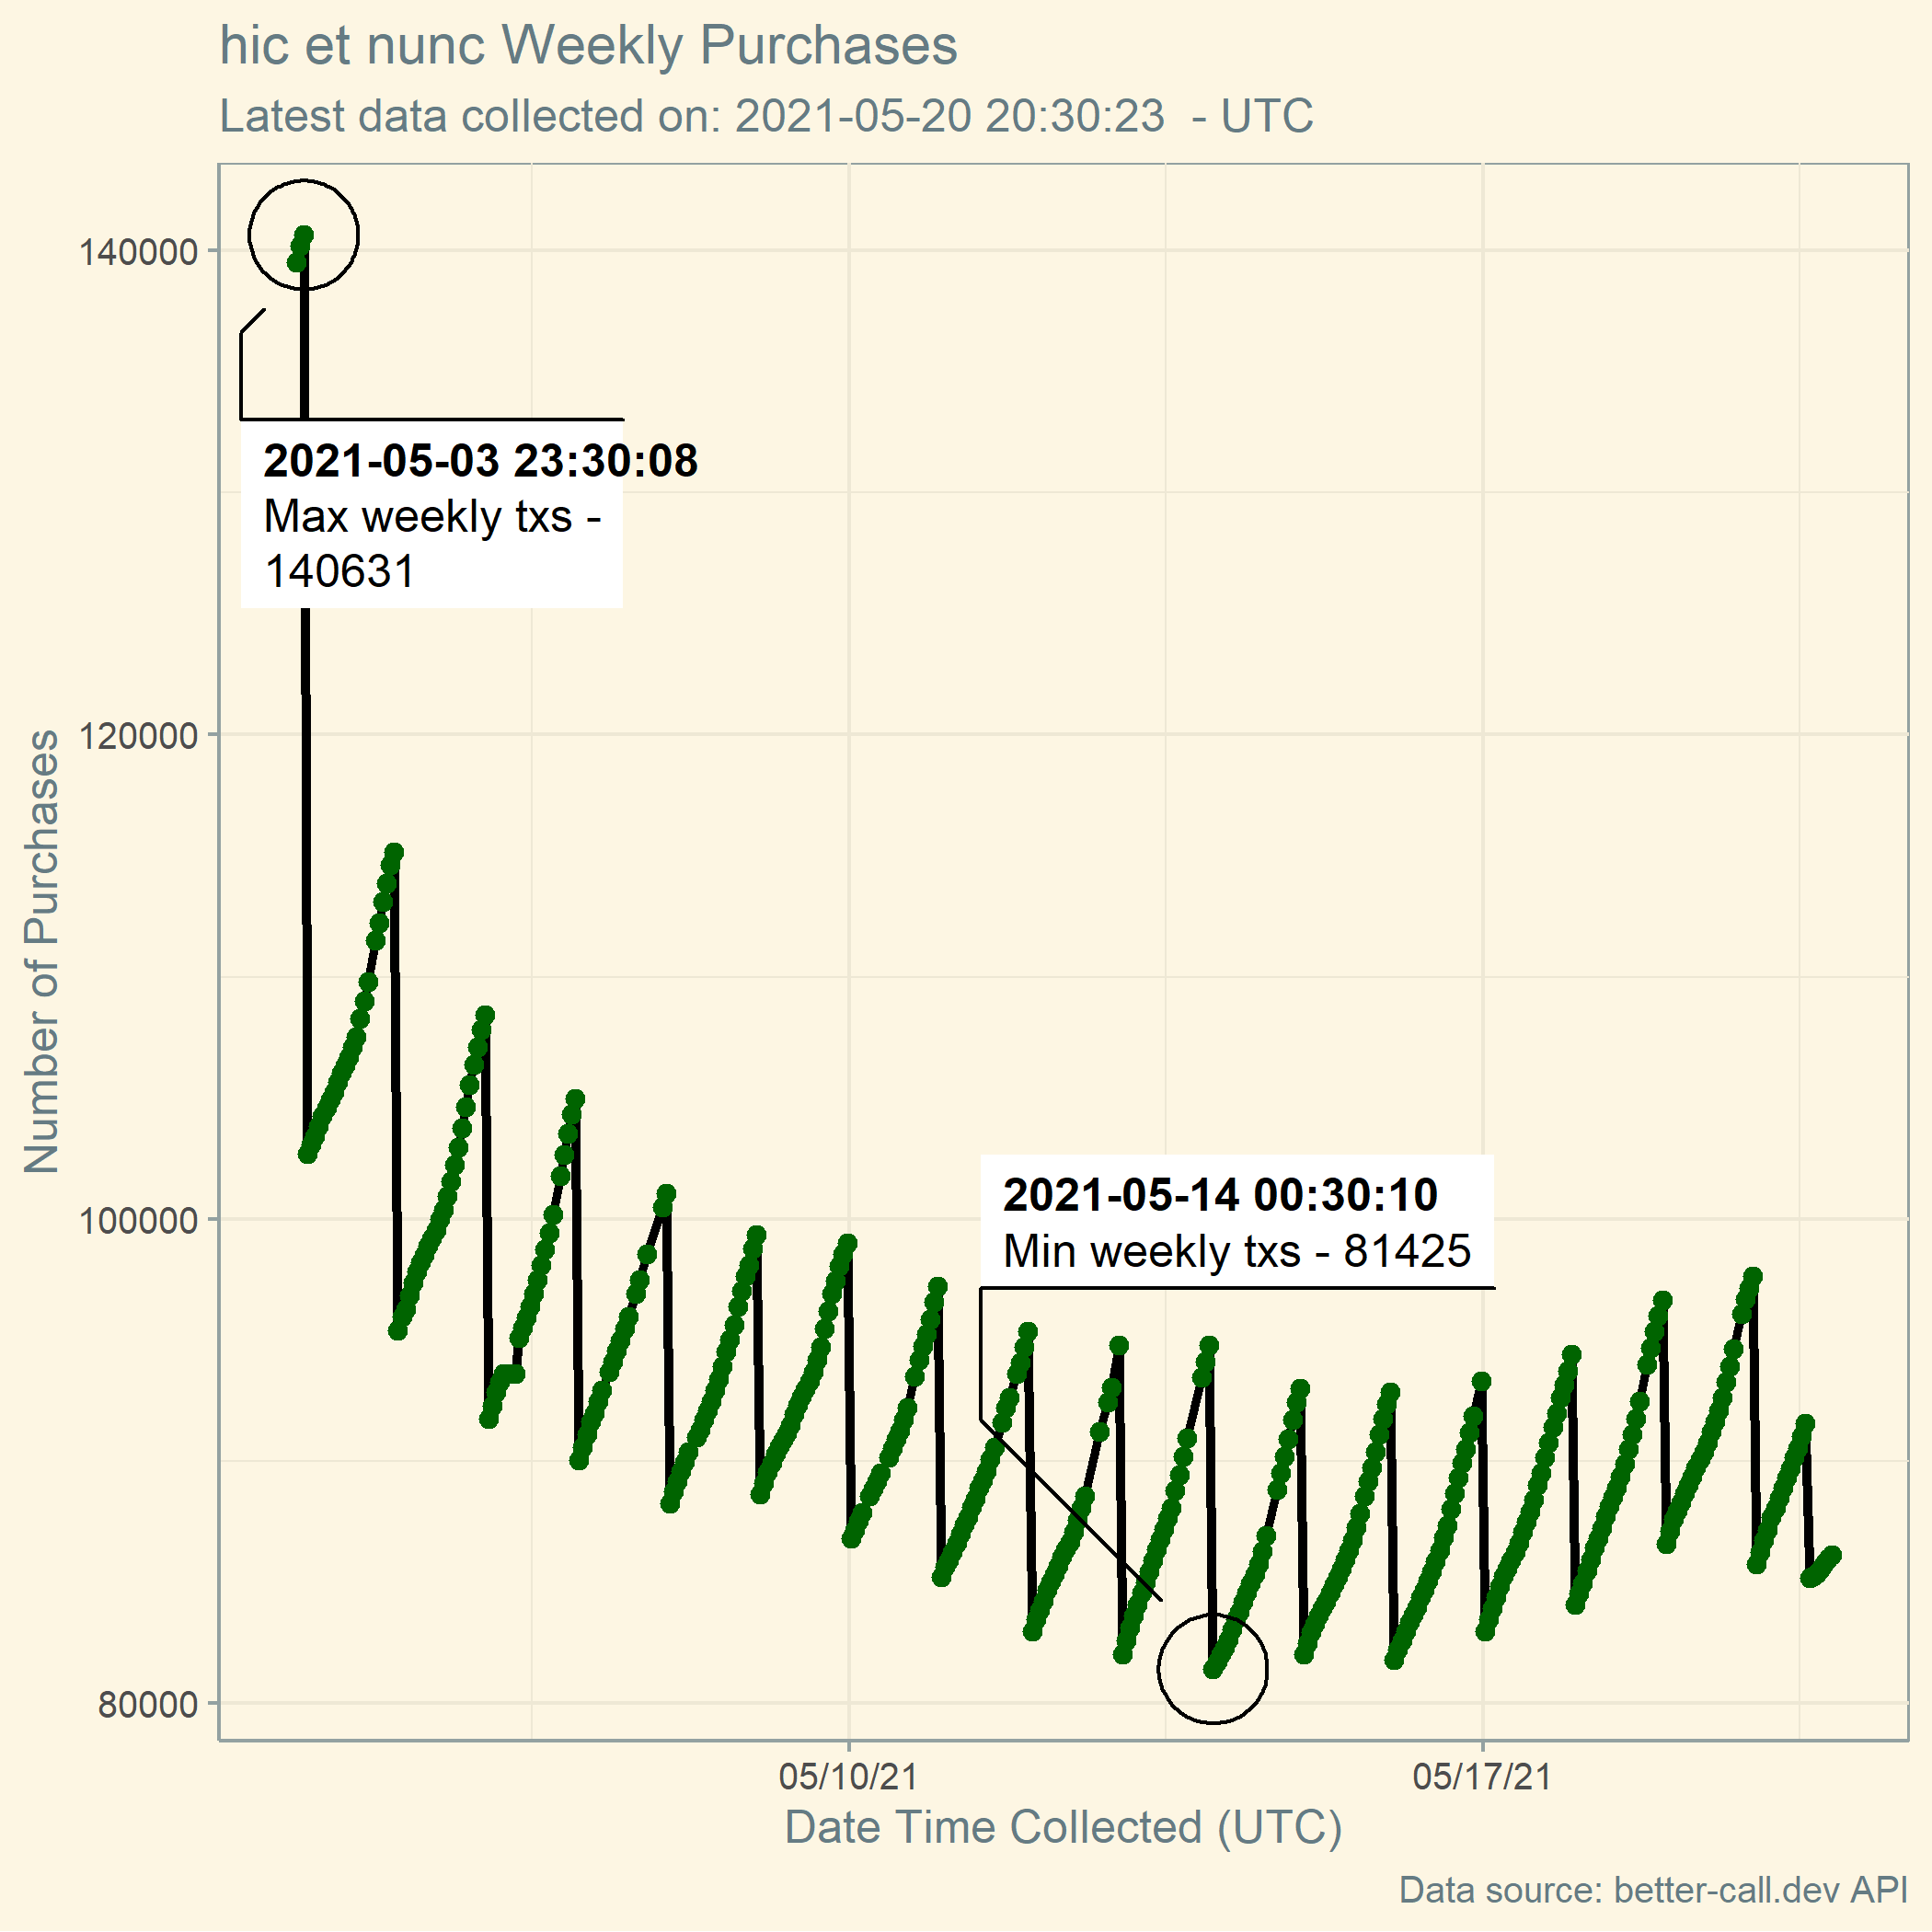 hic et nunc Weekly Purchases
Latest data collected on: 2021-05-20 20:30:23  - UTC
Number of Purchases
140000
120000
100000
80000
2021-05-03 23:30:08
Max weekly txs -
140631
2021-05-14 00:30:10
Min weekly txs - 81425
05/10/21
05/17/21
Date Time Collected (UTC)
Data source: better-call.dev API